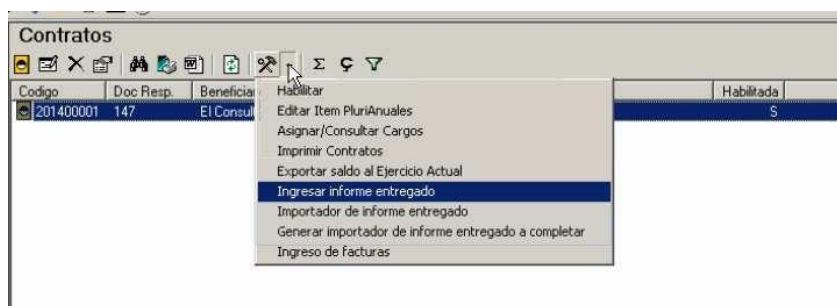 Contratos
Σ Ç
Codigo Doc Resp. Beneficia Habilitada
201400001 147 El Consul S
Habilitar
Editar Item PluriAnuales
Asignar/Consultar Cargos
Imprimir Contratos
Exportar saldo al Ejercicio Actual
Ingresar informe entregado
Importador de informe entregado
Generar importador de informe entregado a completar
Ingreso de facturas